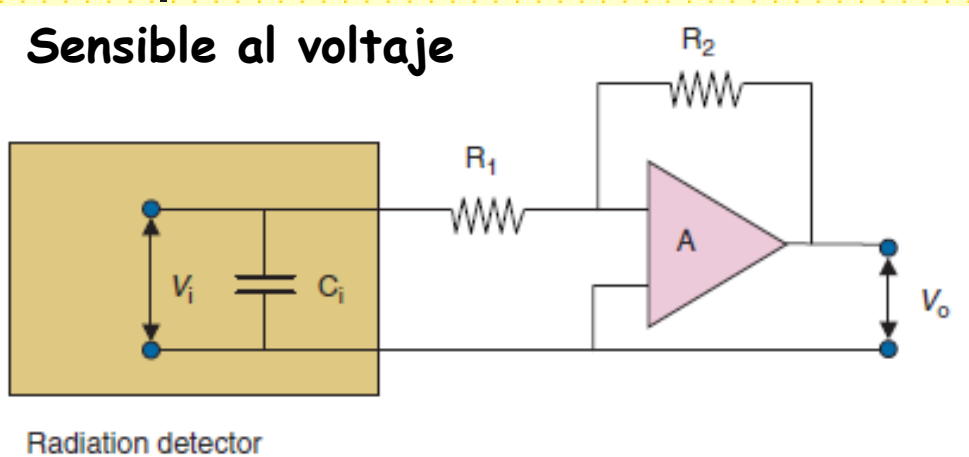 Sensible al voltaje
R₂
R₁
A
Vᵢ
Cᵢ
Vₒ
Radiation detector